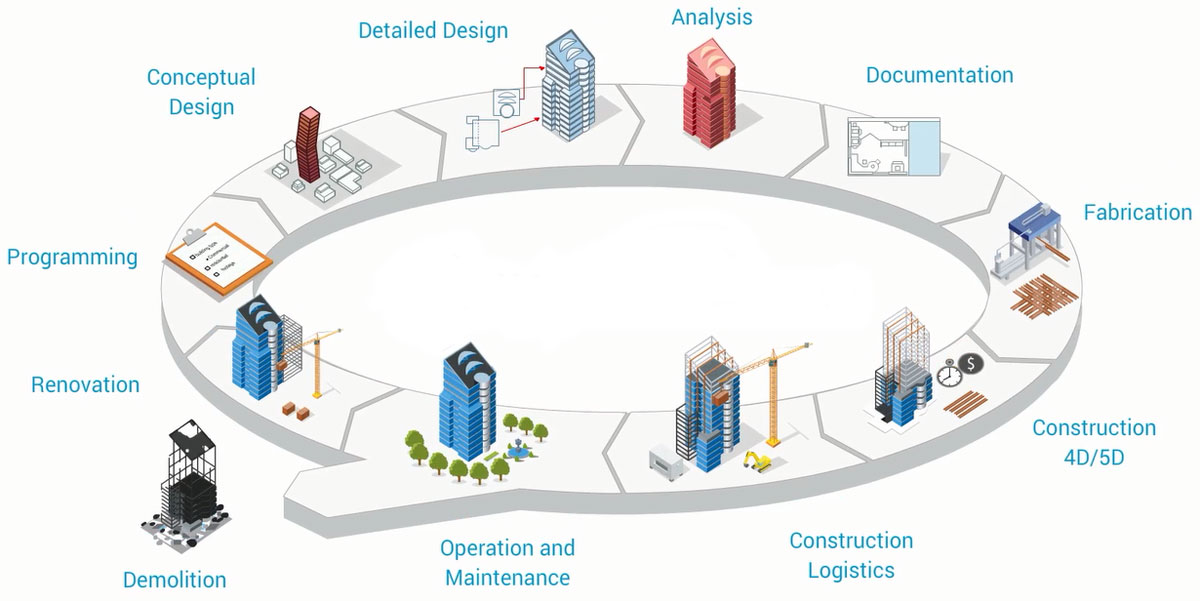 Analysis
Detailed Design
Documentation
Conceptual
Design
Fabrication
Programming
$
Renovation
Construction
4D/5D
Construction
Logistics
Operation and
Maintenance
Demolition